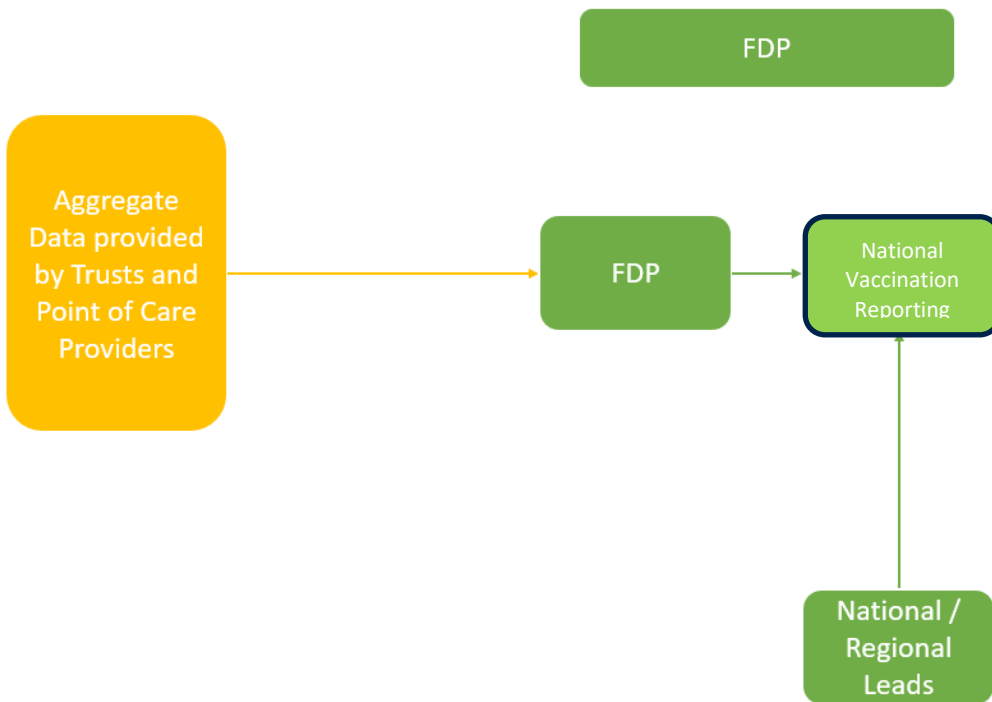 FDP
Aggregate
Data provided
by Trusts and
Point of Care
Providers
FDP
National
Vaccination
Reporting
National /
Regional
Leads